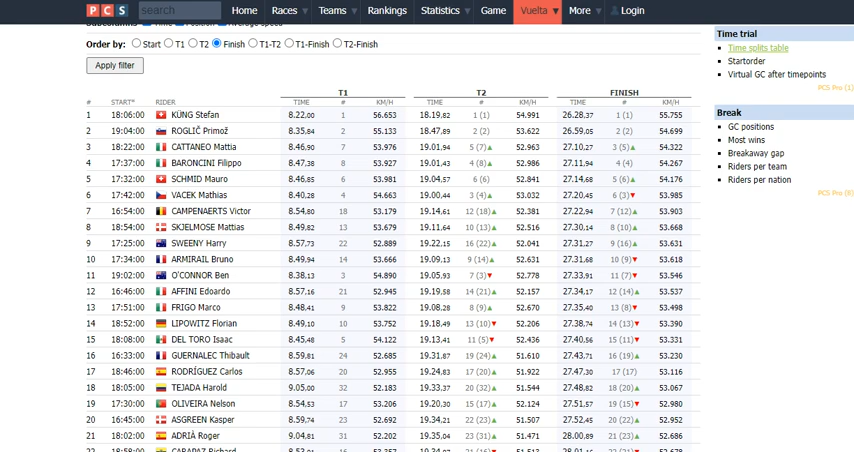 PCS search Home Races ▾ Teams ▾ Rankings Statistics ▾ Game Vuelta ▾ More ▾ Login
Order by: Start T1 T2 Finish T1-T2 T1-Finish T2-Finish
Apply filter
T1 T2 FINISH
# START* RIDER TIME # KM/H TIME # KM/H TIME # KM/H
1 18:06:00 KÜNG Stefan 8.22,00 1 56.653 18.19,82 1 (1) 54.991 26.28,37 1 (1) 55.755
2 19:04:00 ROGLIČ Primož 8.35,84 2 55.133 18.47,89 2 (2) 53.622 26.59,05 2 (2) 54.699
3 18:22:00 CATTANEO Mattia 8.46,90 7 53.976 19.01,94 5 (7)▲ 52.963 27.10,27 3 (5)▲ 54.322
4 17:37:00 BARONCINI Filippo 8.47,38 8 53.927 19.01,43 4 (8)▲ 52.986 27.11,94 4 (4) 54.267
5 17:32:00 SCHMID Mauro 8.46,85 6 53.981 19.04,57 6 (6) 52.841 27.14,68 5 (6)▲ 54.176
6 17:42:00 VACEK Mathias 8.40,28 4 54.663 19.00,44 3 (4)▲ 53.032 27.20,45 6 (3)▼ 53.985
7 16:54:00 CAMPENAERTS Victor 8.54,80 18 53.179 19.14,61 12 (18)▲ 52.381 27.22,94 7 (12)▲ 53.903
8 18:54:00 SKJELMOSE Mattias 8.49,82 13 53.679 19.11,64 10 (13)▲ 52.516 27.30,14 8 (10)▲ 53.668
9 17:25:00 SWEENY Harry 8.57,73 22 52.889 19.22,15 16 (22)▲ 52.041 27.31,27 9 (16)▲ 53.631
10 17:34:00 ARMIRAIL Bruno 8.49,94 14 53.666 19.09,13 9 (14)▲ 52.631 27.31,68 10 (9)▼ 53.618
11 19:02:00 O'CONNOR Ben 8.38,13 3 54.890 19.05,93 7 (3)▼ 52.778 27.33,91 11 (7)▼ 53.546
12 16:46:00 AFFINI Edoardo 8.57,16 21 52.945 19.19,58 14 (21)▲ 52.157 27.34,17 12 (14)▲ 53.537
13 17:51:00 FRIGO Marco 8.48,41 9 53.822 19.08,28 8 (9)▲ 52.670 27.35,40 13 (8)▼ 53.498
14 18:52:00 LIPOWITZ Florian 8.49,10 10 53.752 19.18,49 13 (10)▼ 52.206 27.38,74 14 (13)▼ 53.390
15 18:08:00 DEL TORO Isaac 8.45,48 5 54.122 19.13,41 11 (5)▼ 52.436 27.40,56 15 (11)▼ 53.331
16 16:33:00 GUERNALEC Thibault 8.59,81 24 52.685 19.31,87 19 (24)▲ 51.610 27.43,71 16 (19)▲ 53.230
17 18:46:00 RODRÍGUEZ Carlos 8.57,06 20 52.955 19.24,83 17 (20)▲ 51.922 27.47,30 17 (17) 53.116
18 18:05:00 TEJADA Harold 9.05,00 32 52.183 19.33,37 20 (32)▲ 51.544 27.48,82 18 (20)▲ 53.067
19 17:30:00 OLIVEIRA Nelson 8.54,53 17 53.206 19.20,30 15 (17)▲ 52.124 27.51,57 19 (15)▼ 52.980
20 16:45:00 ASGREEN Kasper 8.59,74 23 52.692 19.34,21 22 (23)▲ 51.507 27.52,45 20 (22)▲ 52.952
21 18:02:00 ADRIÀ Roger 9.04,81 31 52.202 19.35,04 23 (31)▲ 51.471 28.00,89 21 (23)▲ 52.686
Time trial
Time splits table
Startorder
Virtual GC after timepoints
PCS Pro (1)
Break
GC positions
Most wins
Breakaway gap
Riders per team
Riders per nation
PCS Pro (8)